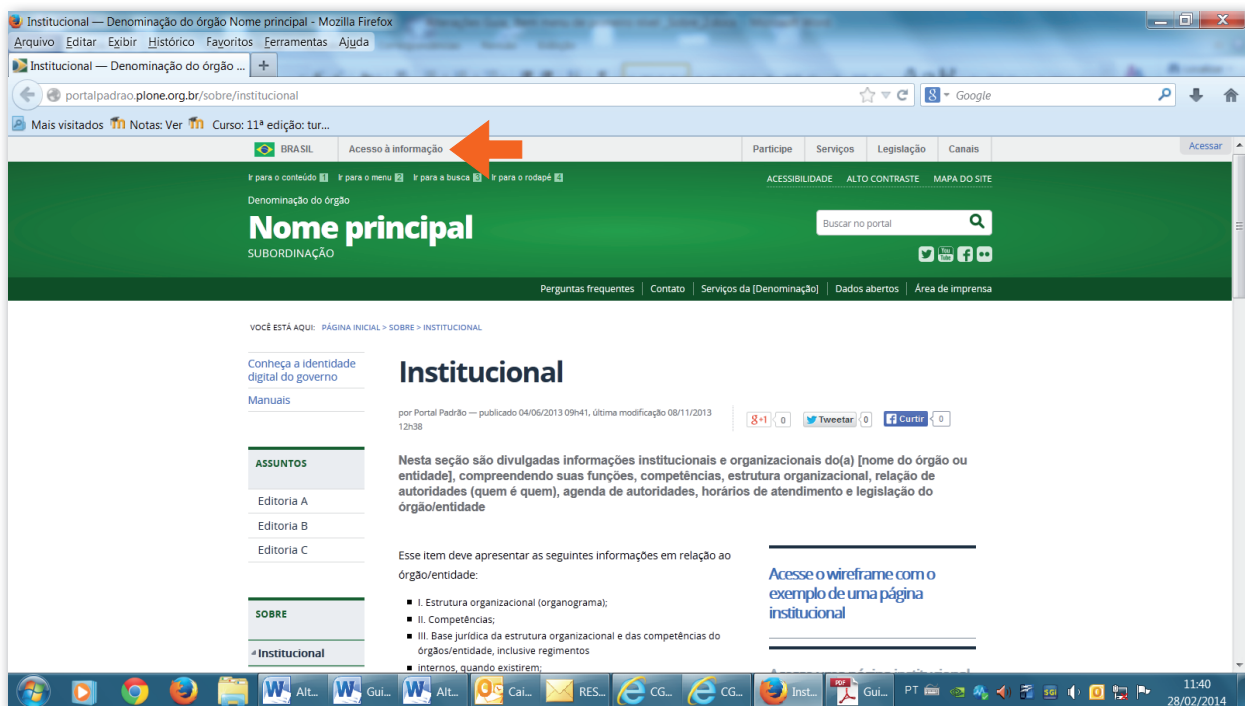 Institucional — Denominação do órgão Nome principal - Mozilla Firefox
Arquivo Editar Exibir Histórico Favoritos Ferramentas Ajuda
Institucional — Denominação do órgão ... +
portalpadrao.plone.org.br/sobre/institucional
Google
Mais visitados Notas: Ver Curso: 11ª edição: tur...
BRASIL Acesso à informação Participe Serviços Legislação Canais Acessar
Ir para o conteúdo 1 Ir para o menu 2 Ir para a busca 3 Ir para o rodapé 4
ACESSIBILIDADE ALTO CONTRASTE MAPA DO SITE
Denominação do órgão
Nome principal
Buscar no portal
SUBORDINAÇÃO
Perguntas frequentes Contato Serviços da [Denominação] Dados abertos Área de imprensa
VOCÊ ESTÁ AQUI: PÁGINA INICIAL > SOBRE > INSTITUCIONAL
Conheça a identidade
digital do governo
Manuais
ASSUNTOS
Editoria A
Editoria B
Editoria C
SOBRE
Institucional
Institucional
por Portal Padrão — publicado 04/06/2013 09h41, última modificação 08/11/2013
12h38
g+1 0 Tweetar 0 Curtir 0
Nesta seção são divulgadas informações institucionais e organizacionais do(a) [nome do órgão ou
entidade], compreendendo suas funções, competências, estrutura organizacional, relação de
autoridades (quem é quem), agenda de autoridades, horários de atendimento e legislação do
órgão/entidade
Esse item deve apresentar as seguintes informações em relação ao
órgão/entidade:
I. Estrutura organizacional (organograma);
II. Competências;
III. Base jurídica da estrutura organizacional e das competências do
órgãos/entidade, inclusive regimentos
internos, quando existirem;
Acesse o wireframe com o
exemplo de uma página
institucional
Alt... Gui... Alt... Cai... RES... CG... CG... Inst... Gui... PT 11:40
28/02/2014